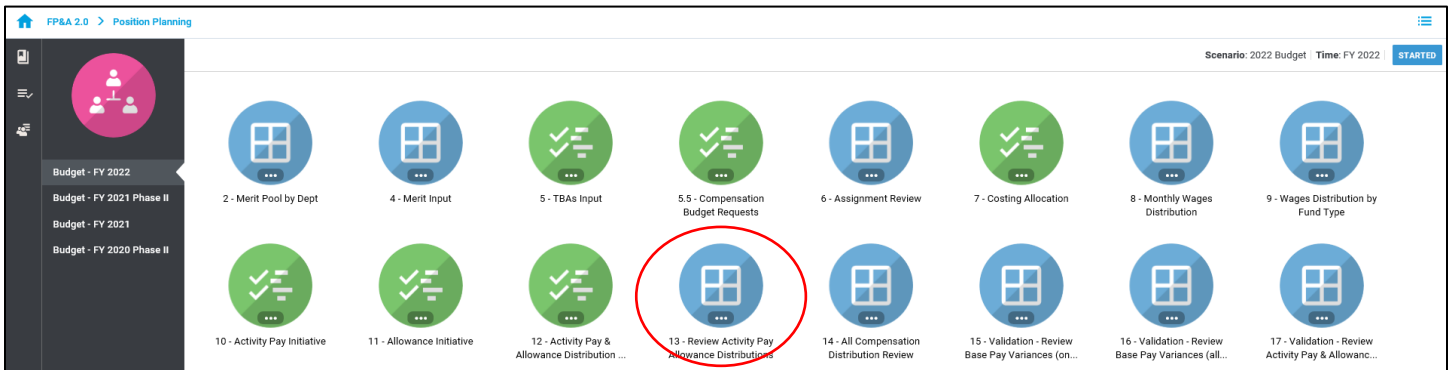 FP&A 2.0 > Position Planning
Scenario: 2022 Budget | Time: FY 2022 | STARTED
Budget - FY 2022
Budget - FY 2021 Phase II
Budget - FY 2021
Budget - FY 2020 Phase II
2 - Merit Pool by Dept
4 - Merit Input
5 - TBAs Input
5.5 - Compensation
Budget Requests
6 - Assignment Review
7 - Costing Allocation
8 - Monthly Wages
Distribution
9 - Wages Distribution by
Fund Type
10 - Activity Pay Initiative
11 - Allowance Initiative
12 - Activity Pay &
Allowance Distribution ...
13 - Review Activity Pay
Allowance Distributions
14 - All Compensation
Distribution Review
15 - Validation - Review
Base Pay Variances (on...
16 - Validation - Review
Base Pay Variances (all...
17 - Validation - Review
Activity Pay & Allowanc...